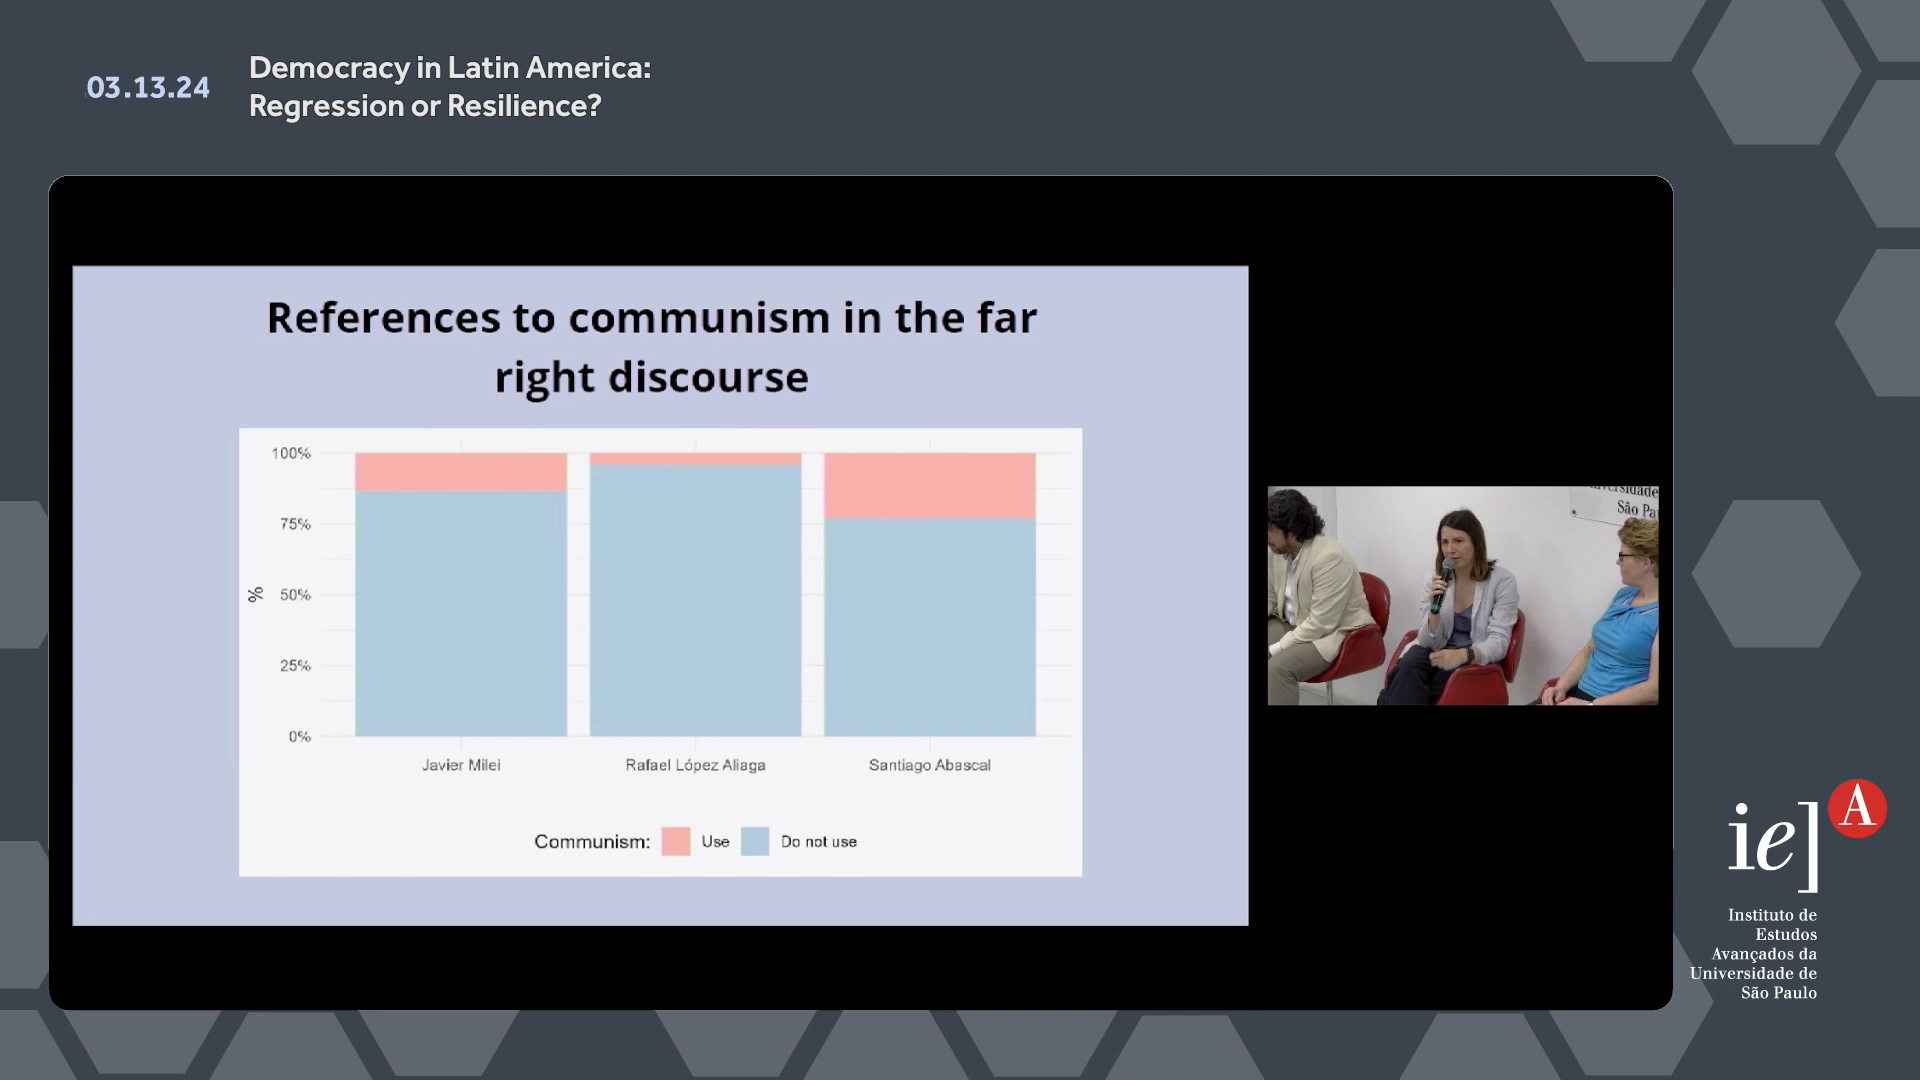 03.13.24
Democracy in Latin America:
Regression or Resilience?
References to communism in the far
right discourse
100%
75%
50%
25%
0%
%
Javier Milei
Rafael López Aliaga
Santiago Abascal
Communism:
Use
Do not use
São
ie]A
Instituto de
Estudos
Avançados da
Universidade de
São Paulo